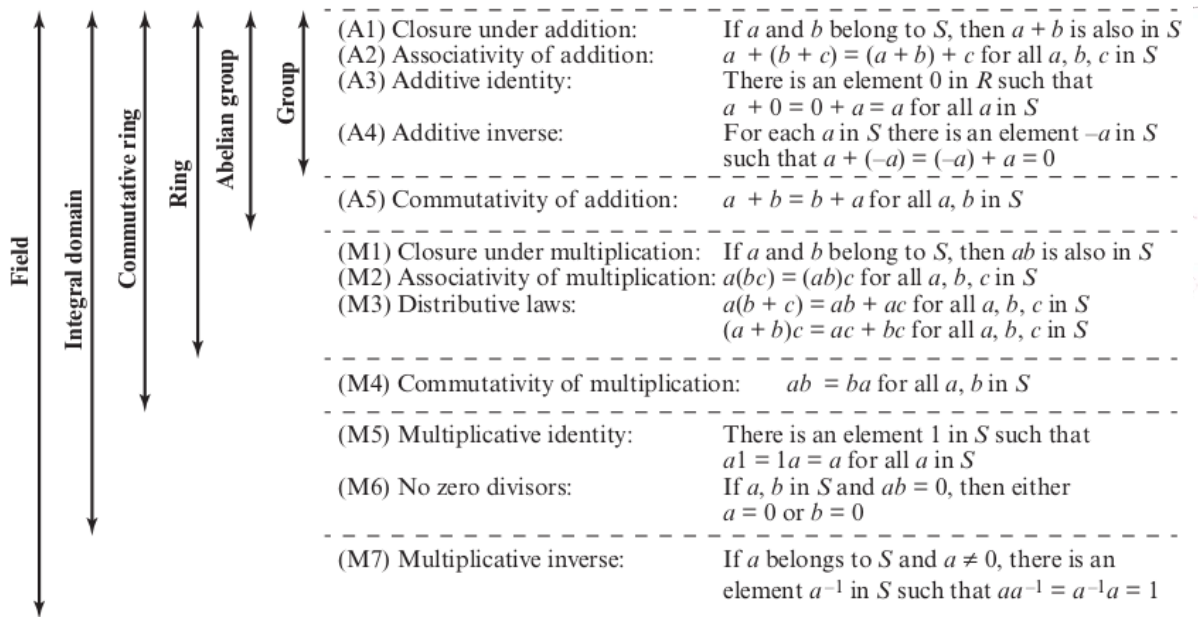 Field
Integral domain
Commutative ring
Ring
Abelian group
Group
(A1) Closure under addition: If a and b belong to S, then a + b is also in S
(A2) Associativity of addition: a + (b + c) = (a + b) + c for all a, b, c in S
(A3) Additive identity: There is an element 0 in R such that
a + 0 = 0 + a = a for all a in S
(A4) Additive inverse: For each a in S there is an element –a in S
such that a + (–a) = (–a) + a = 0
(A5) Commutativity of addition: a + b = b + a for all a, b in S
(M1) Closure under multiplication: If a and b belong to S, then ab is also in S
(M2) Associativity of multiplication: a(bc) = (ab)c for all a, b, c in S
(M3) Distributive laws: a(b + c) = ab + ac for all a, b, c in S
(a + b)c = ac + bc for all a, b, c in S
(M4) Commutativity of multiplication: ab = ba for all a, b in S
(M5) Multiplicative identity: There is an element 1 in S such that
a1 = 1a = a for all a in S
(M6) No zero divisors: If a, b in S and ab = 0, then either
a = 0 or b = 0
(M7) Multiplicative inverse: If a belongs to S and a ≠ 0, there is an
element a⁻¹ in S such that aa⁻¹ = a⁻¹a = 1